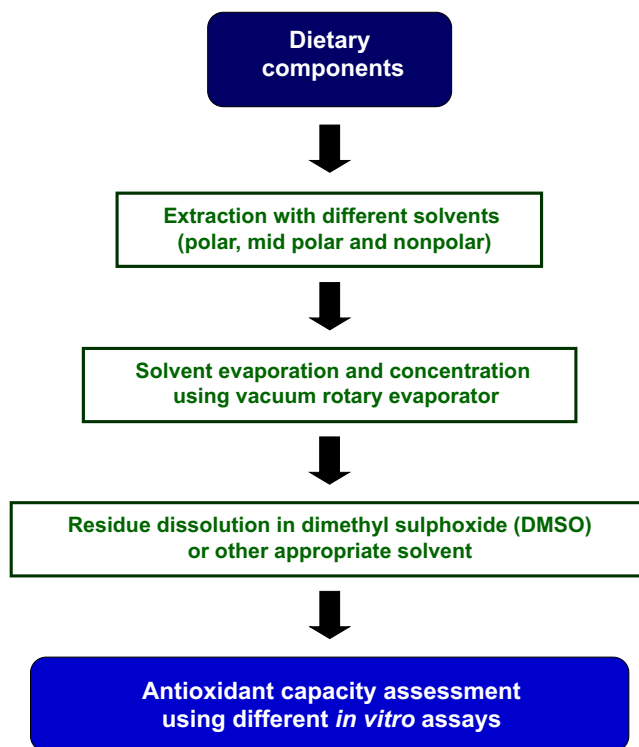 Dietary
components
Extraction with different solvents
(polar, mid polar and nonpolar)
Solvent evaporation and concentration
using vacuum rotary evaporator
Residue dissolution in dimethyl sulphoxide (DMSO)
or other appropriate solvent
Antioxidant capacity assessment
using different in vitro assays